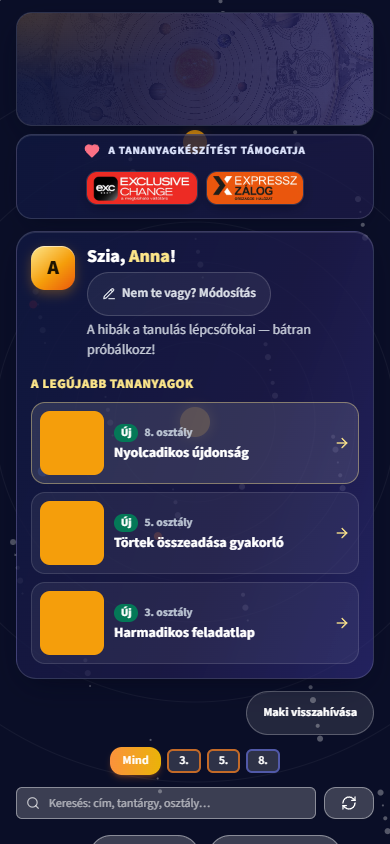 A TANANYAGKÉSZÍTÉST TÁMOGATJA
exc EXCLUSIVE CHANGE
EXPRESSZ ZÁLOG
A
Szia, Anna!
Nem te vagy? Módosítás
A hibák a tanulás lépcsőfokai — bátran
próbálkozz!
A LEGÚJABB TANANYAGOK
Új 8. osztály
Nyolcadikos újdonság
Új 5. osztály
Törtek összeadása gyakorló
Új 3. osztály
Harmadikos feladatlap
Maki visszahívása
Mind 3. 5. 8.
Keresés: cím, tantárgy, osztály…